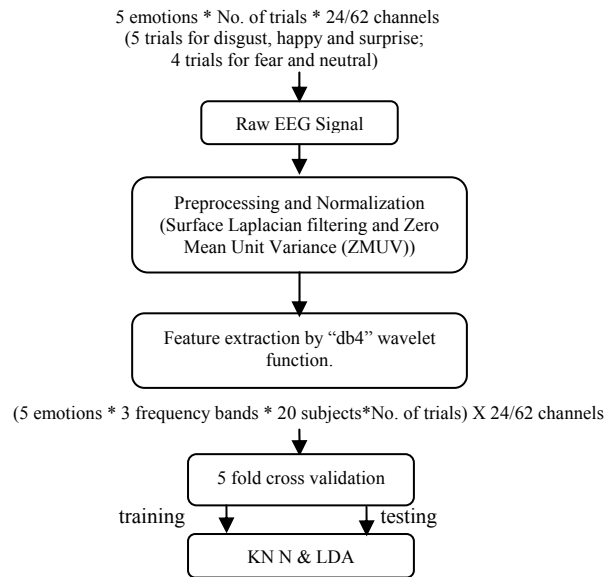 5 emotions * No. of trials * 24/62 channels
(5 trials for disgust, happy and surprise;
4 trials for fear and neutral)
Raw EEG Signal
Preprocessing and Normalization
(Surface Laplacian filtering and Zero
Mean Unit Variance (ZMUV))
Feature extraction by “db4” wavelet
function.
(5 emotions * 3 frequency bands * 20 subjects*No. of trials) X 24/62 channels
5 fold cross validation
training testing
KN N & LDA